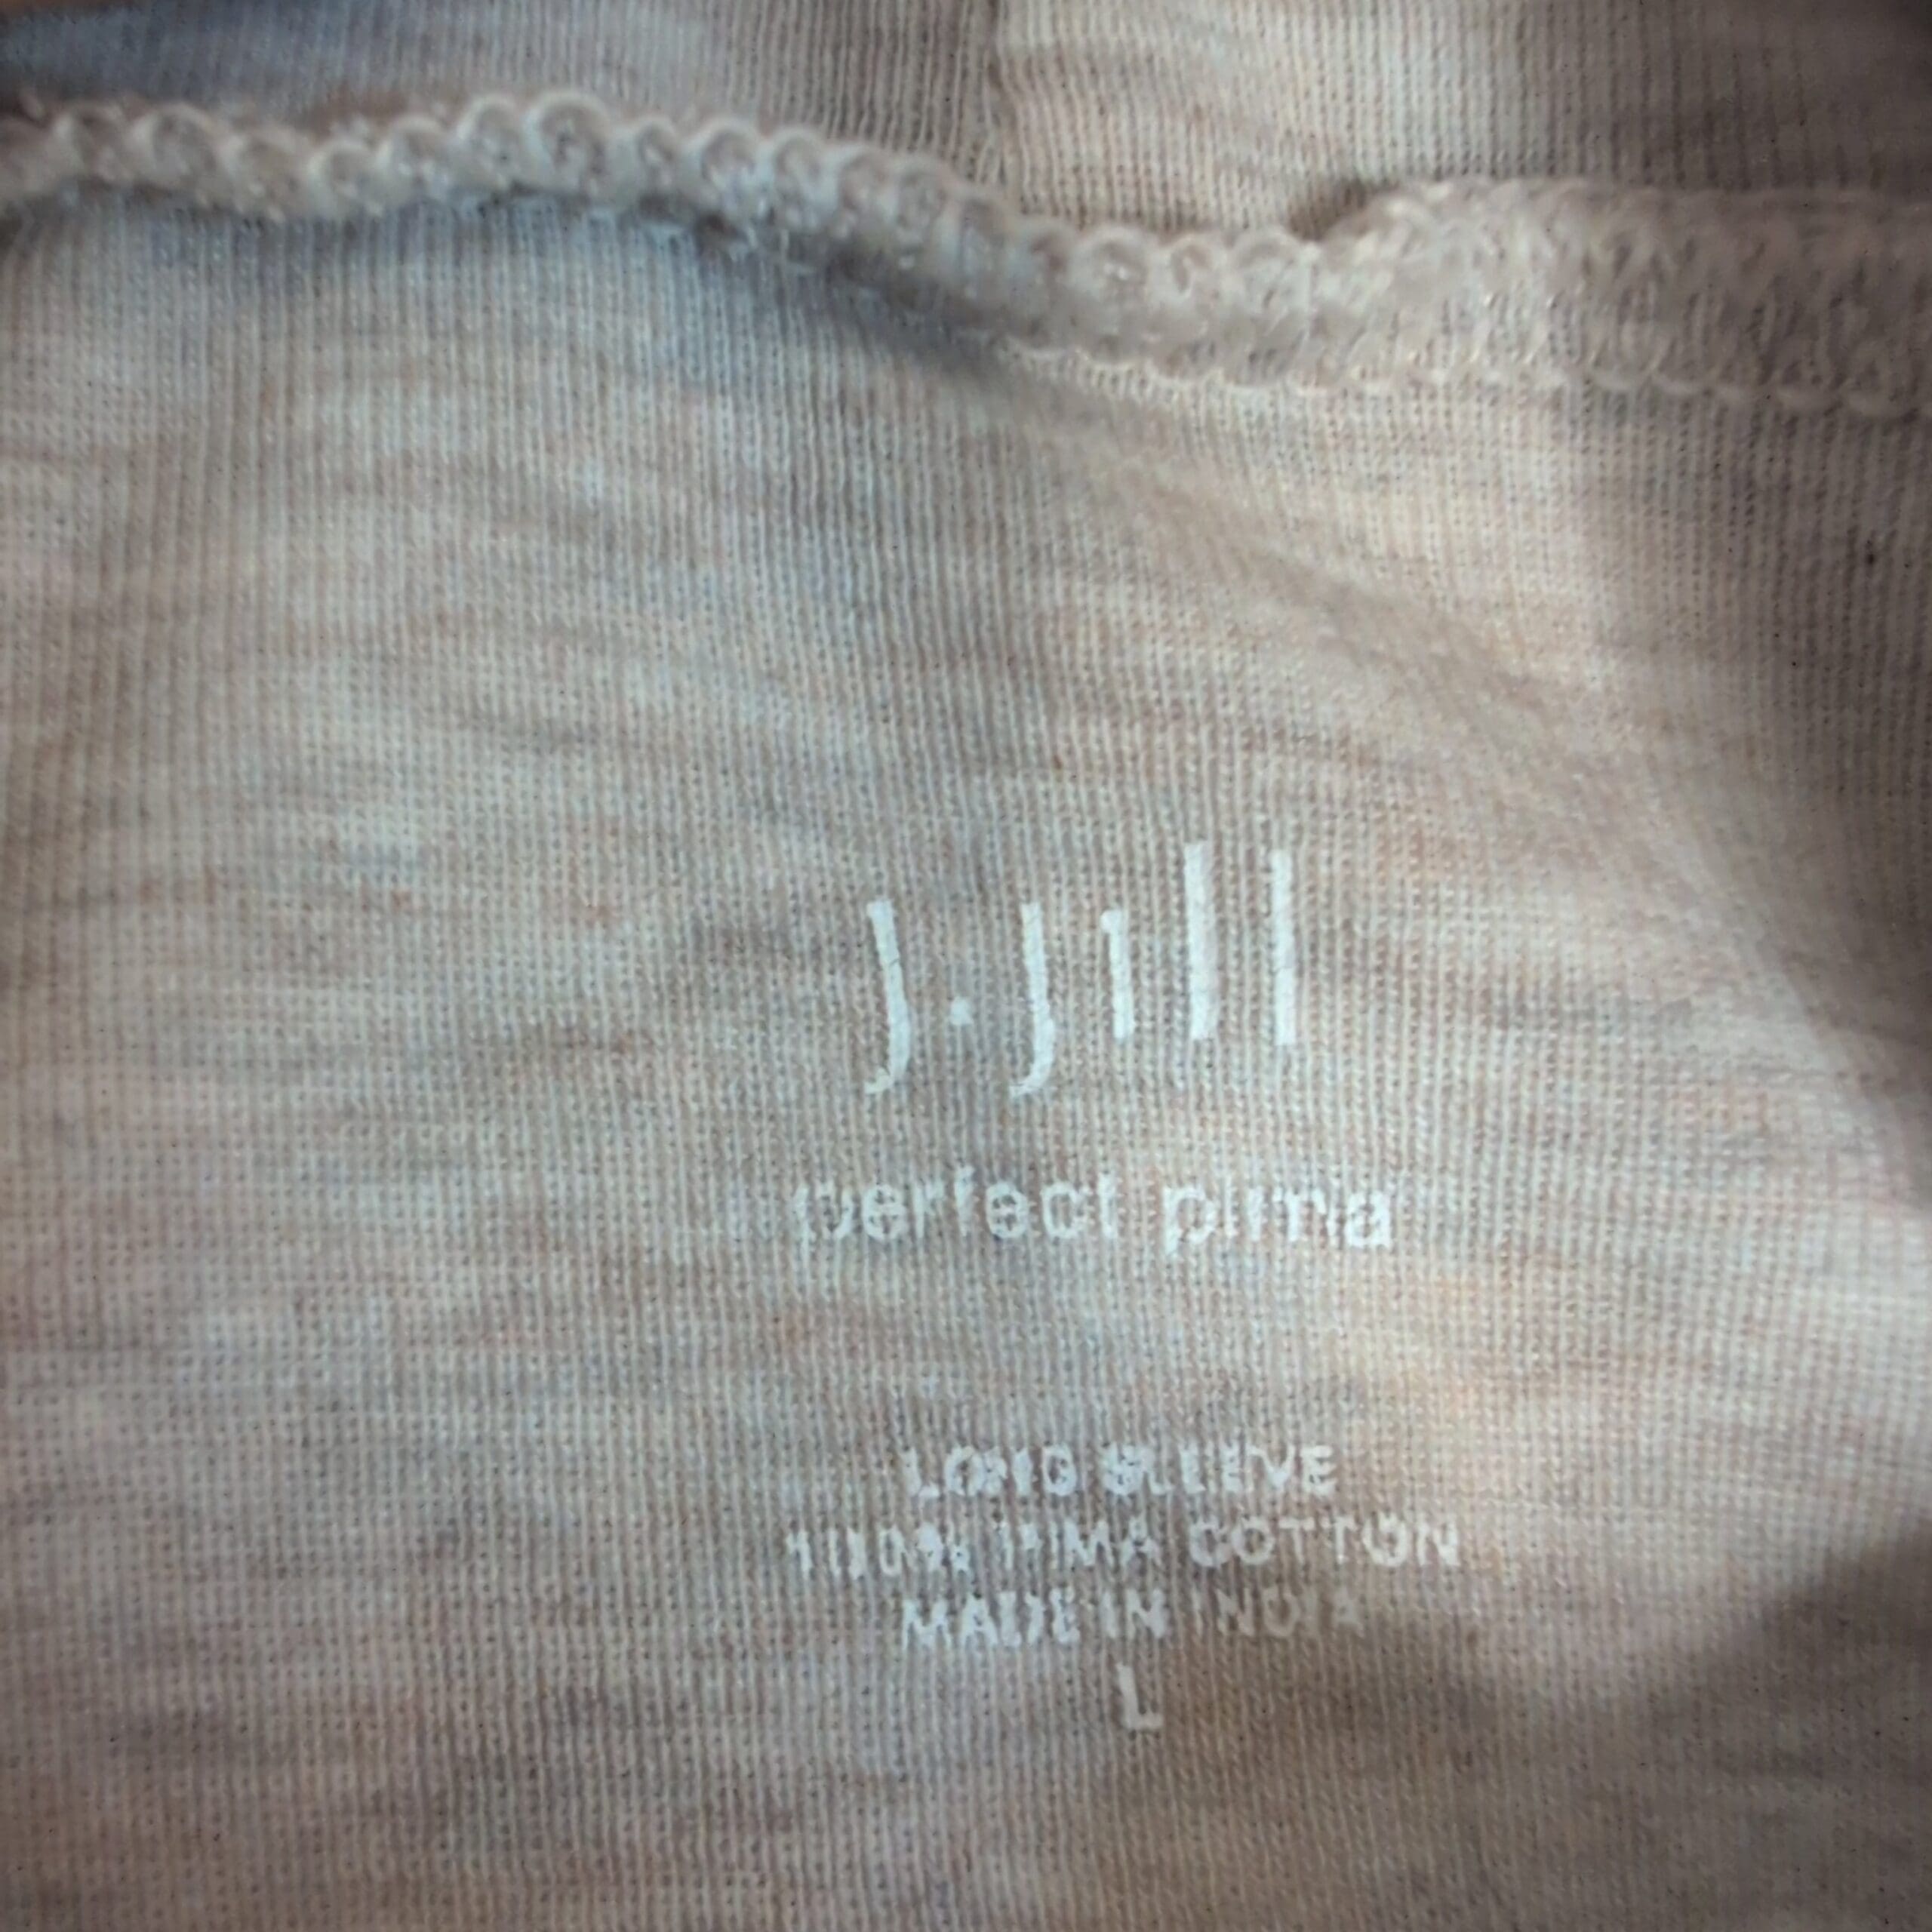 J.Jill
perfect pima
LONG SLEEVE
100% PIMA COTTON
MADE IN INDIA
L